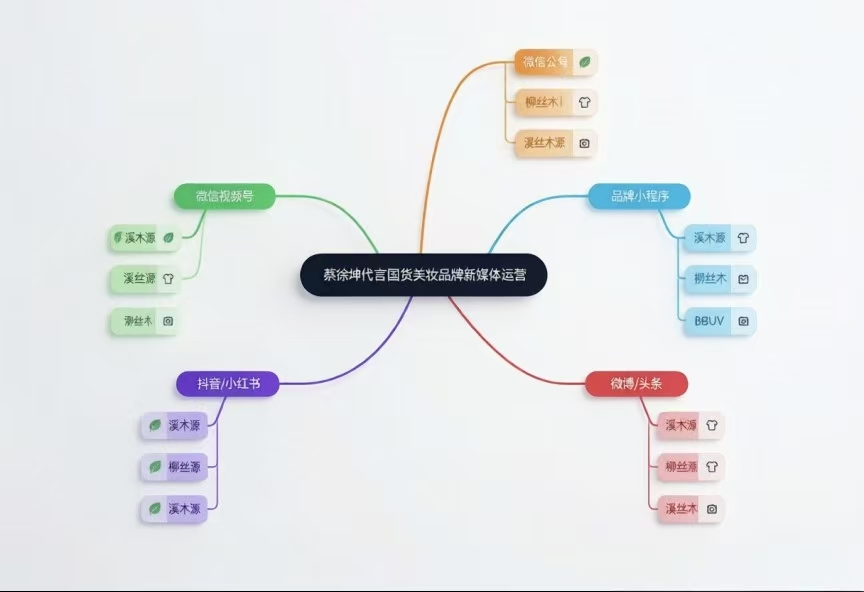 微信公号
柳丝木
溪丝木源
微信视频号
溪木源
溪丝源
丝木
品牌小程序
溪木源
柳丝木
BBUV
蔡徐坤代言国货美妆品牌新媒体运营
抖音/小红书
溪木源
柳丝源
溪木源
微博/头条
溪木源
柳丝源
溪丝木